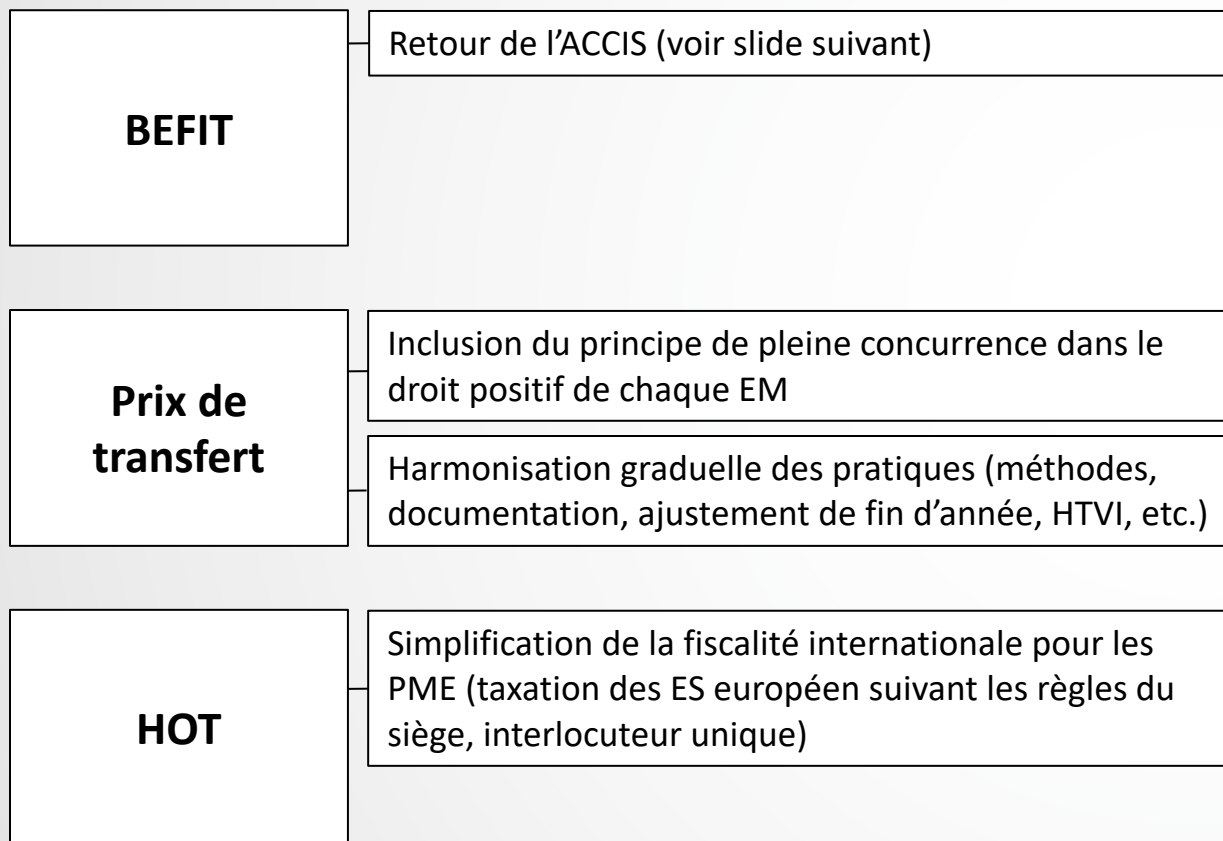 BEFIT
Retour de l’ACCIS (voir slide suivant)
Prix de
transfert
Inclusion du principe de pleine concurrence dans le
droit positif de chaque EM
Harmonisation graduelle des pratiques (méthodes,
documentation, ajustement de fin d’année, HTVI, etc.)
HOT
Simplification de la fiscalité internationale pour les
PME (taxation des ES européen suivant les règles du
siège, interlocuteur unique)